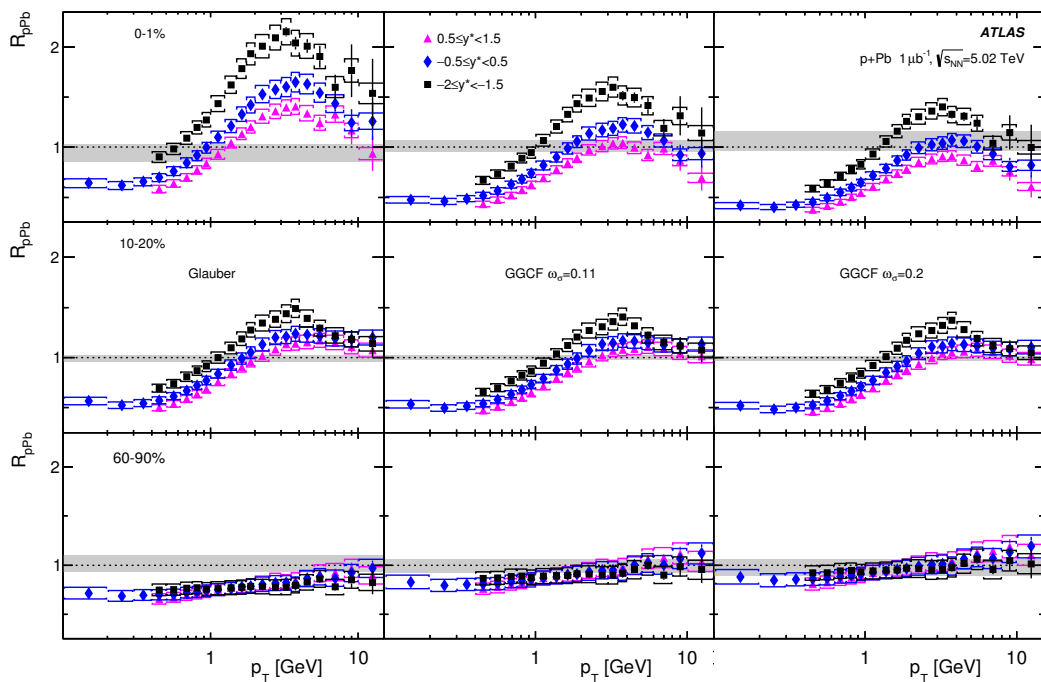 R_pPb
2
1
0-1%
0.5≤y*<1.5
−0.5≤y*<0.5
−2≤y*<−1.5
ATLAS
p+Pb 1 μb⁻¹, √s_NN=5.02 TeV
R_pPb
2
1
10-20%
Glauber
GGCF ω_σ=0.11
GGCF ω_σ=0.2
R_pPb
2
1
60-90%
1 10
1 10
1 10
p_T [GeV]
p_T [GeV]
p_T [GeV]